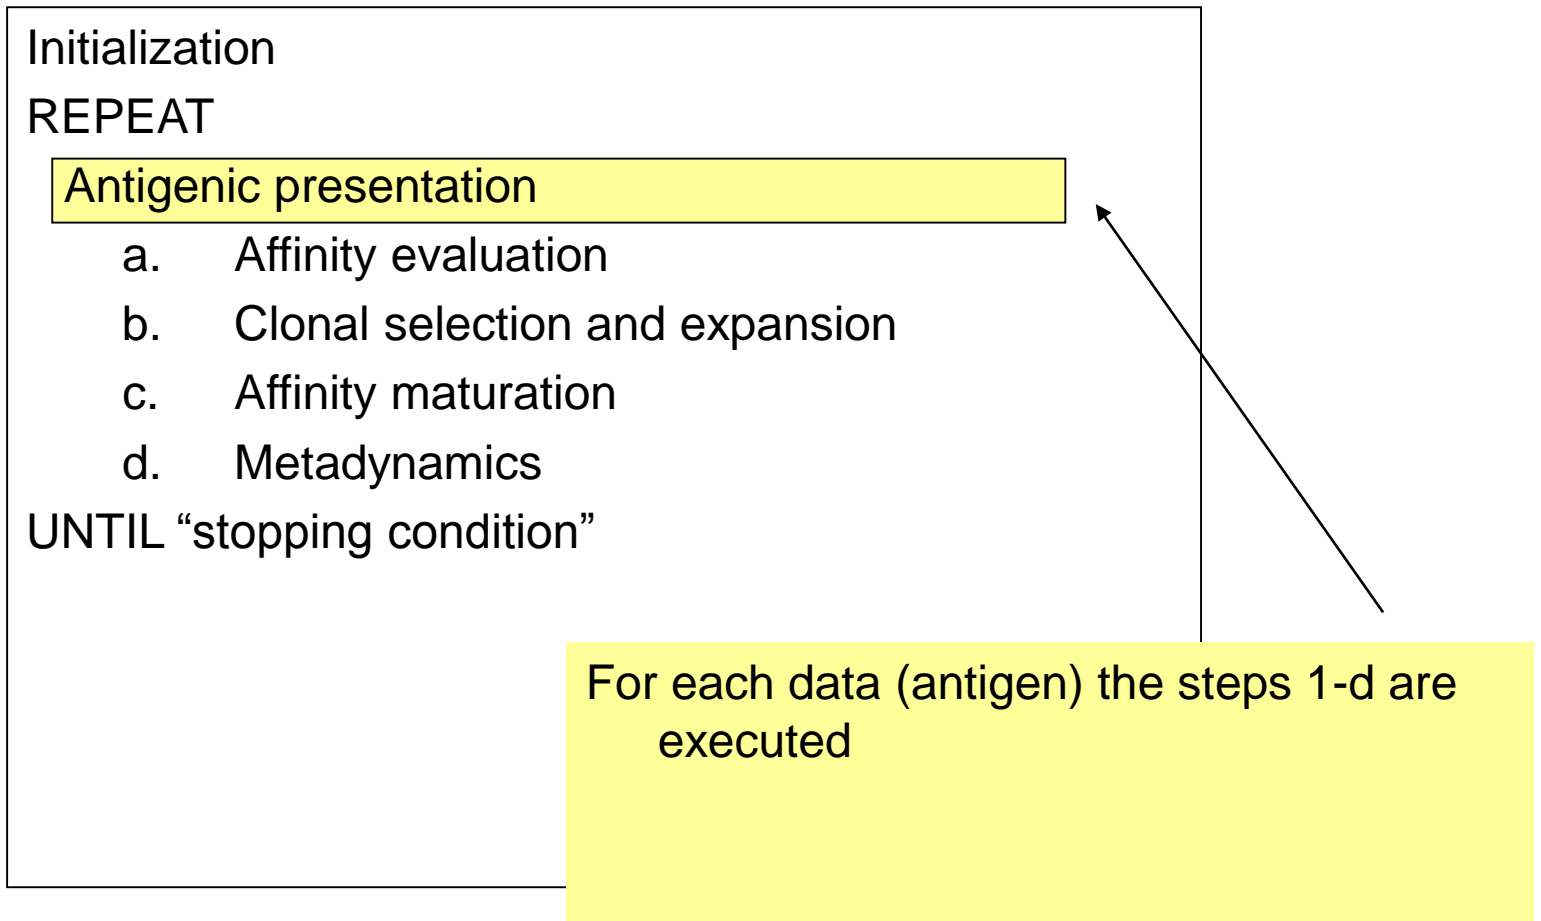 Initialization
REPEAT
Antigenic presentation
a. Affinity evaluation
b. Clonal selection and expansion
c. Affinity maturation
d. Metadynamics
UNTIL “stopping condition”
For each data (antigen) the steps 1-d are
executed